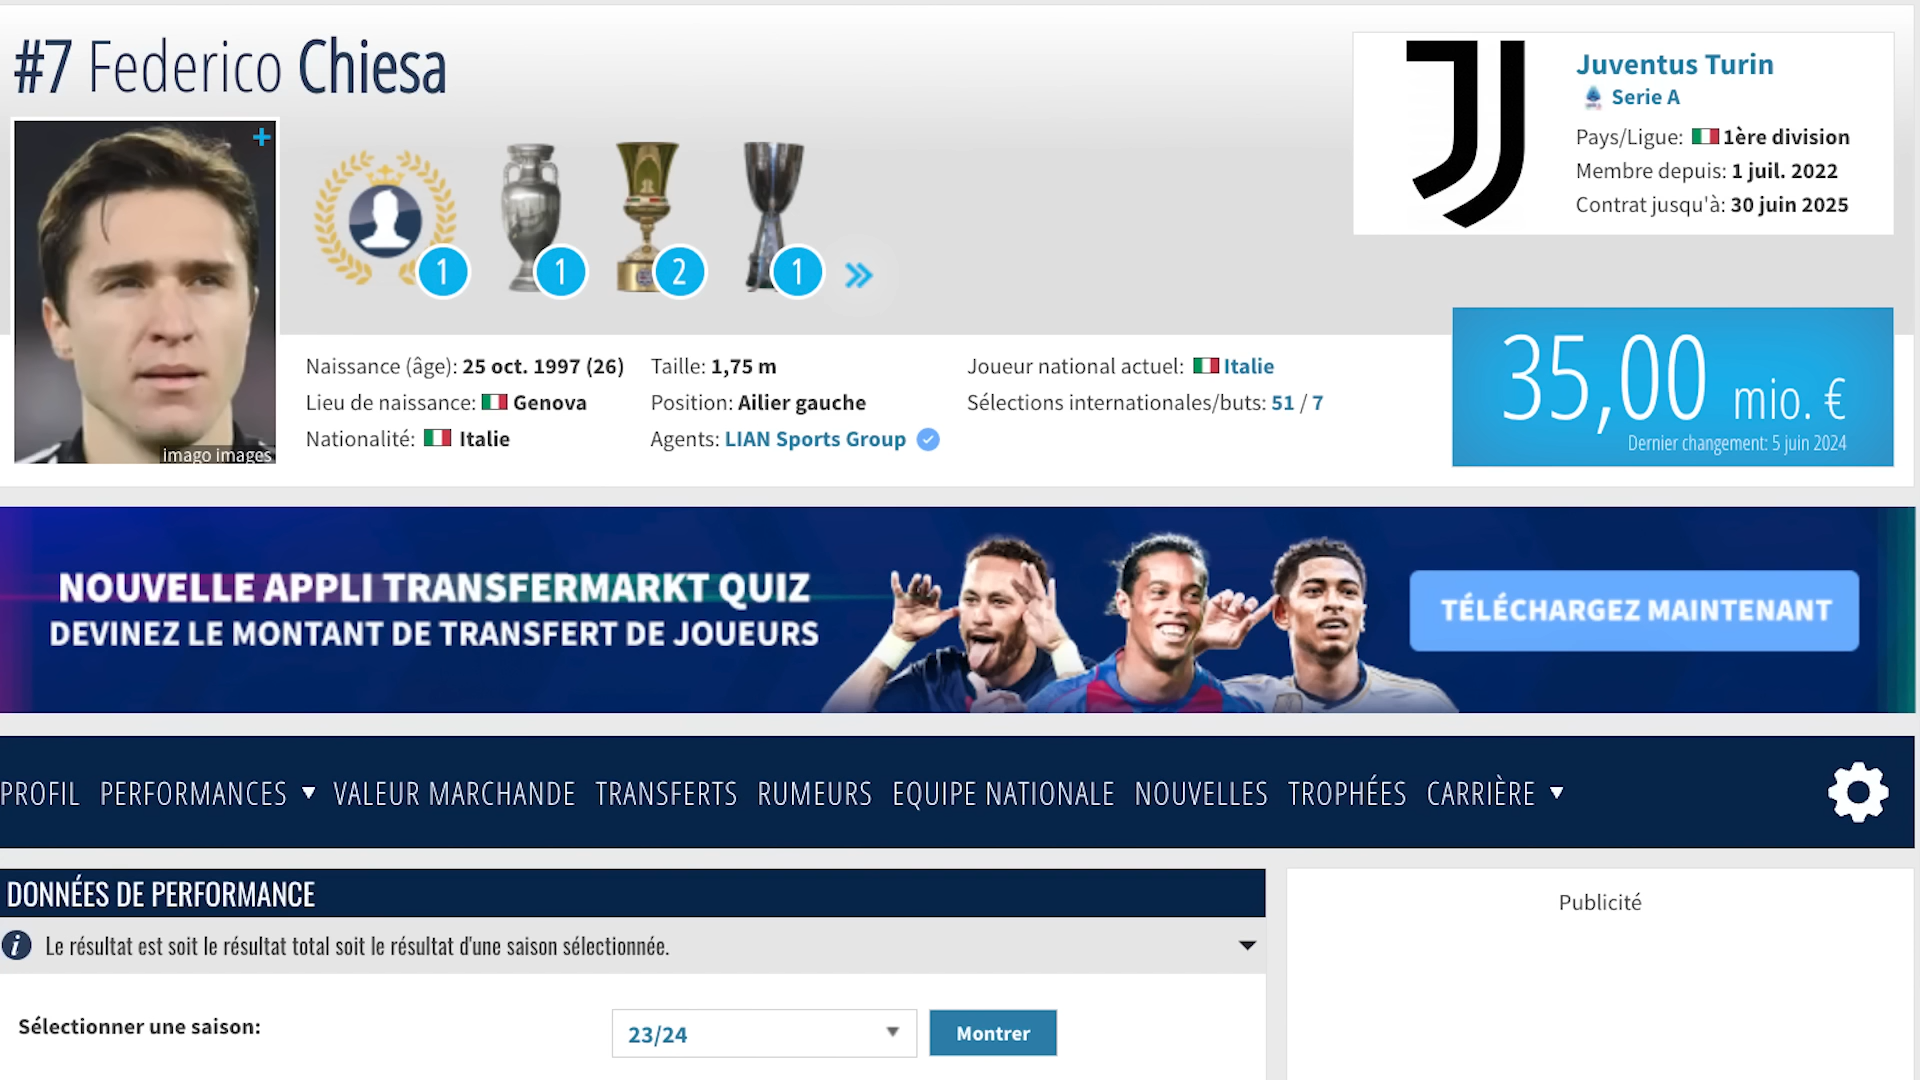 #7 Federico Chiesa
imago images
1
1
2
1
Juventus Turin
Serie A
Pays/Ligue: 1ère division
Membre depuis: 1 juil. 2022
Contrat jusqu'à: 30 juin 2025
Naissance (âge): 25 oct. 1997 (26)
Lieu de naissance: Genova
Nationalité: Italie
Taille: 1,75 m
Position: Ailier gauche
Agents: LIAN Sports Group
Joueur national actuel: Italie
Sélections internationales/buts: 51 / 7
35,00 mio. €
Dernier changement: 5 juin 2024
NOUVELLE APPLI TRANSFERMARKT QUIZ
DEVINEZ LE MONTANT DE TRANSFERT DE JOUEURS
TÉLÉCHARGEZ MAINTENANT
PROFIL PERFORMANCES VALEUR MARCHANDE TRANSFERTS RUMEURS EQUIPE NATIONALE NOUVELLES TROPHÉES CARRIÈRE
DONNÉES DE PERFORMANCE
Le résultat est soit le résultat total soit le résultat d'une saison sélectionnée.
Sélectionner une saison:
23/24
Montrer
Publicité